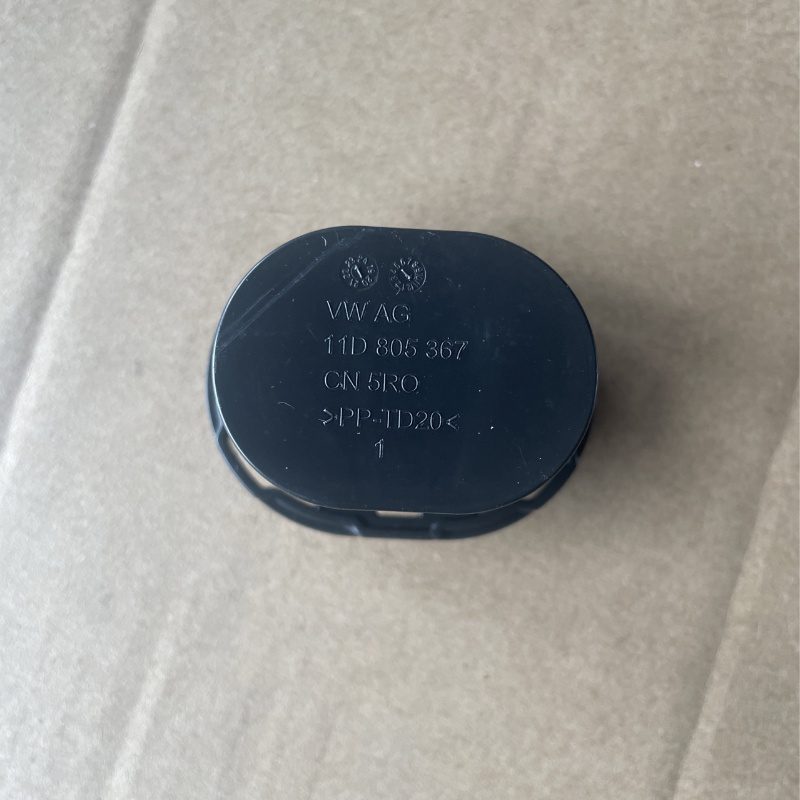 VW AG
11D 805 367
CN 5RO
>PP-TD20<
1